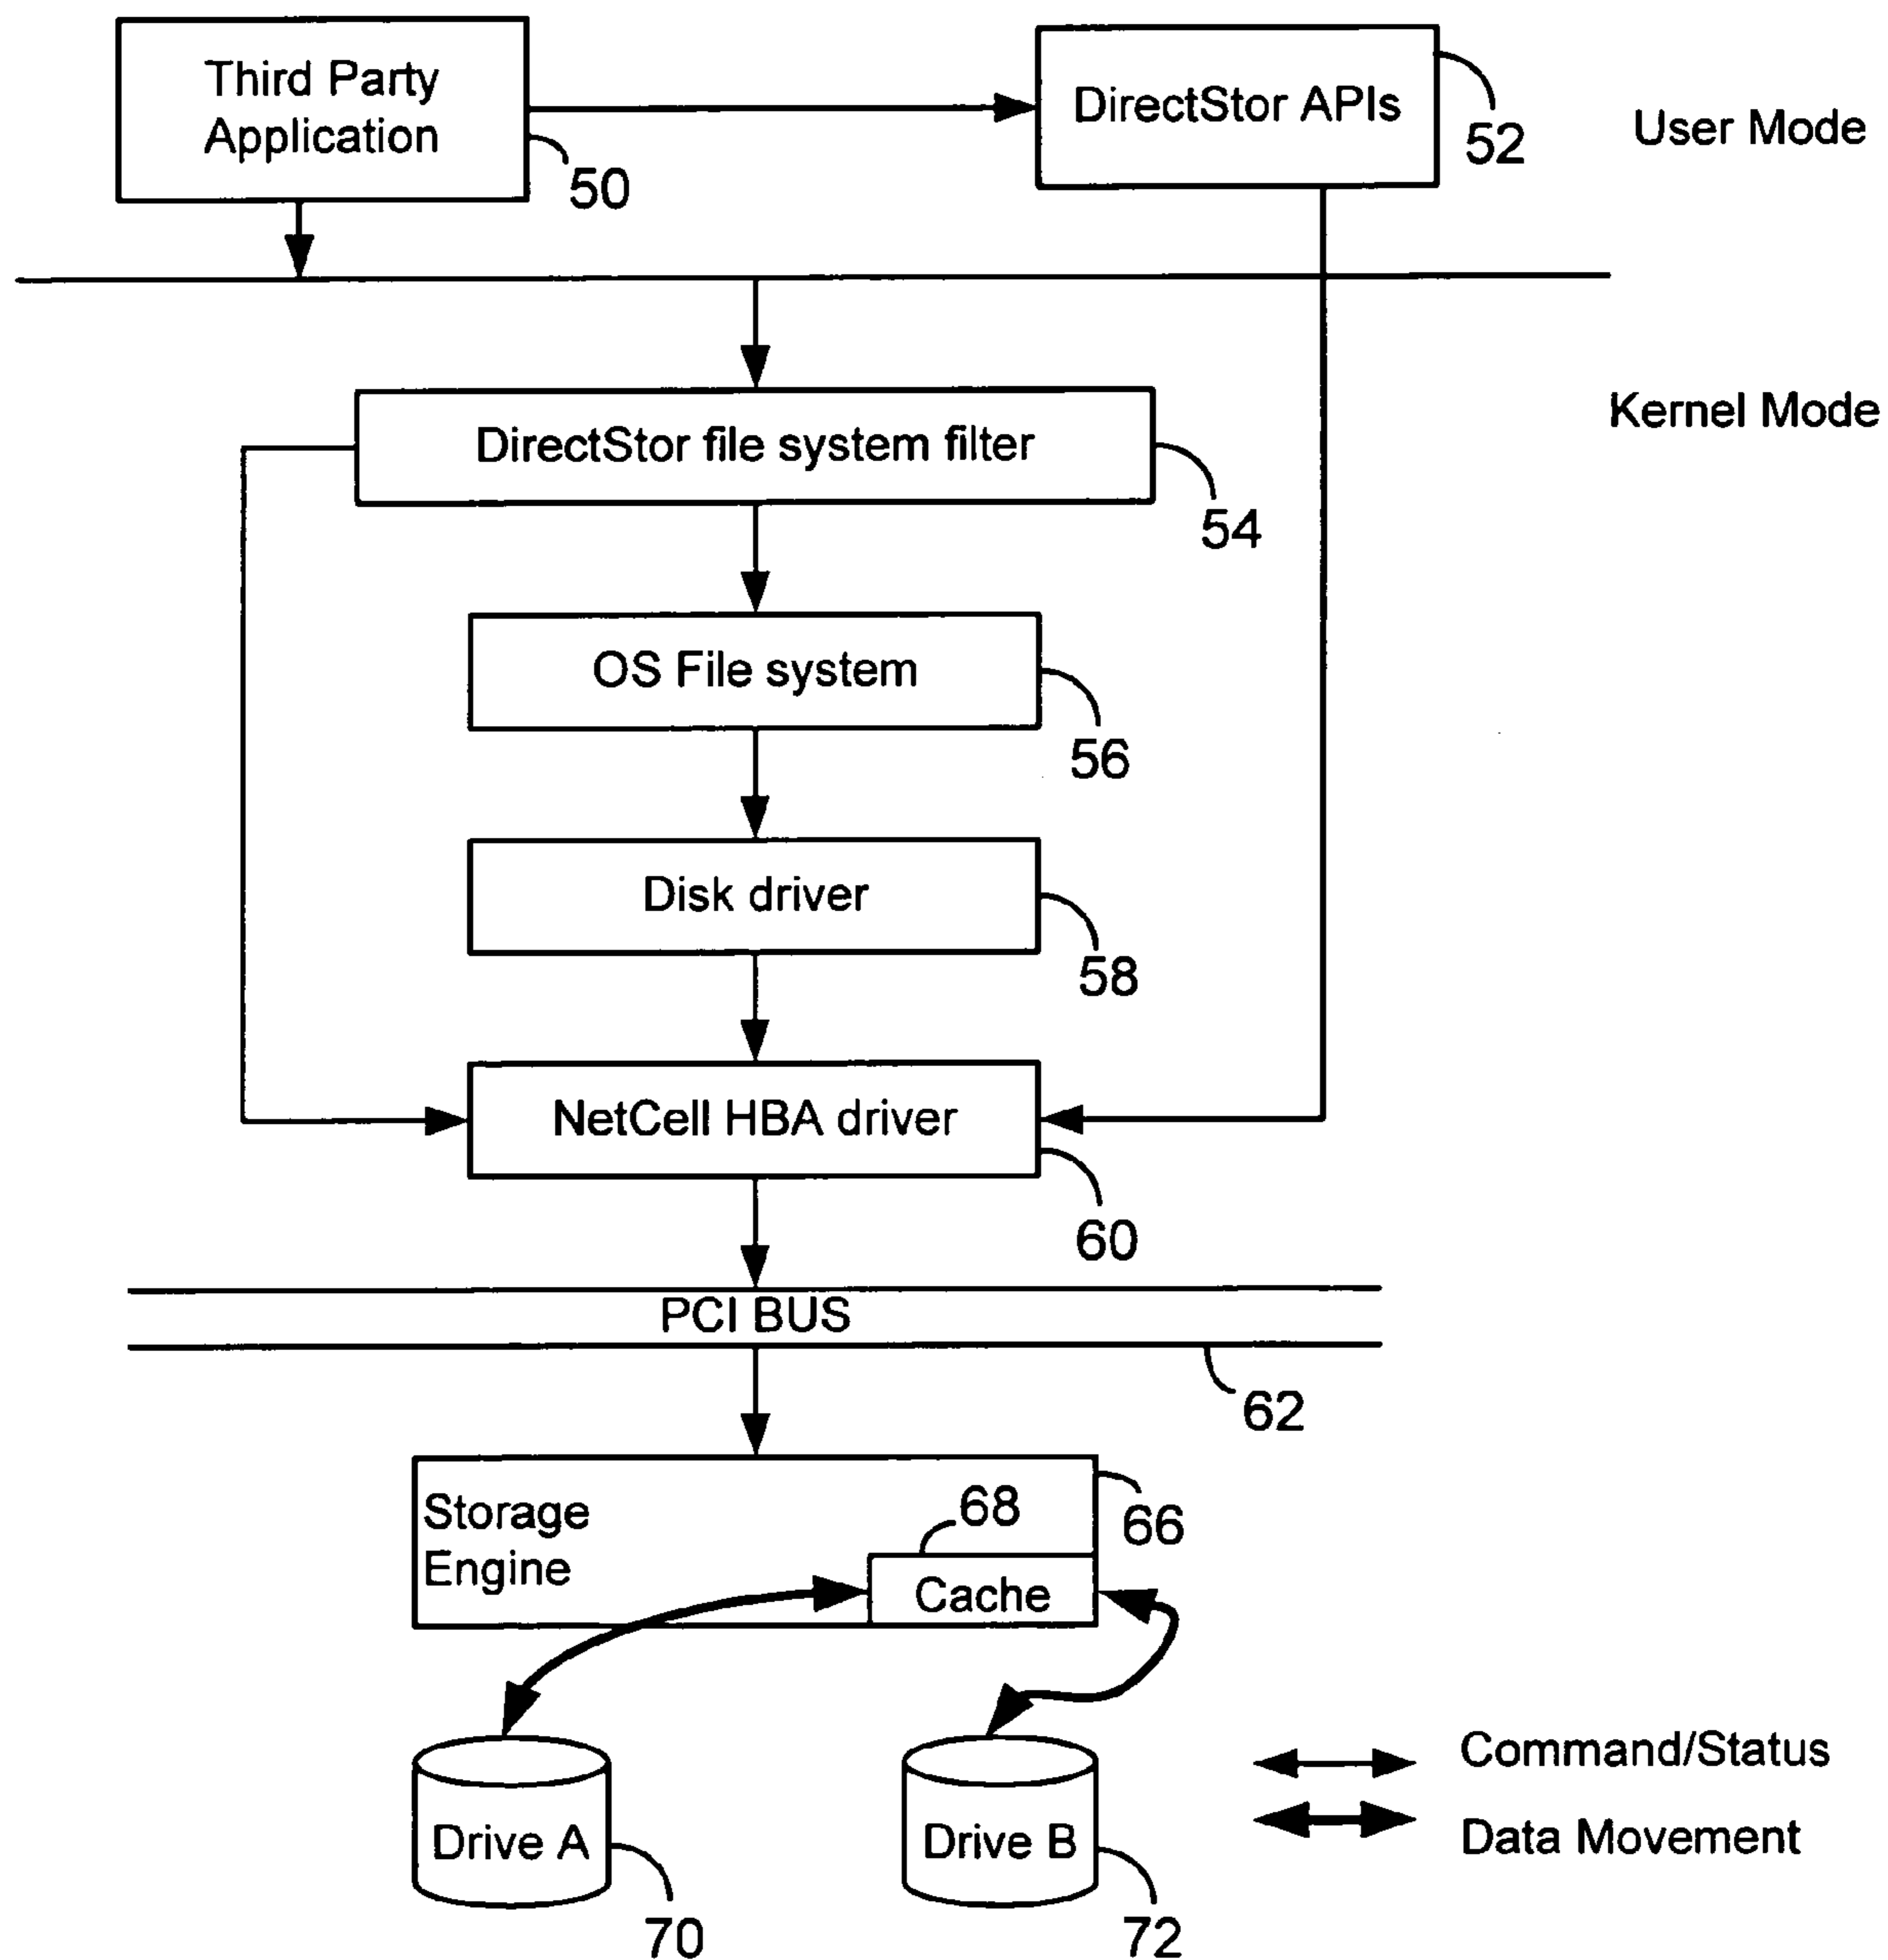 Third Party
Application
50
DirectStor APIs
52
User Mode
Kernel Mode
DirectStor file system filter
54
OS File system
56
Disk driver
58
NetCell HBA driver
60
PCI BUS
62
Storage
Engine
66
68
Cache
Drive A
70
Drive B
72
Command/Status
Data Movement